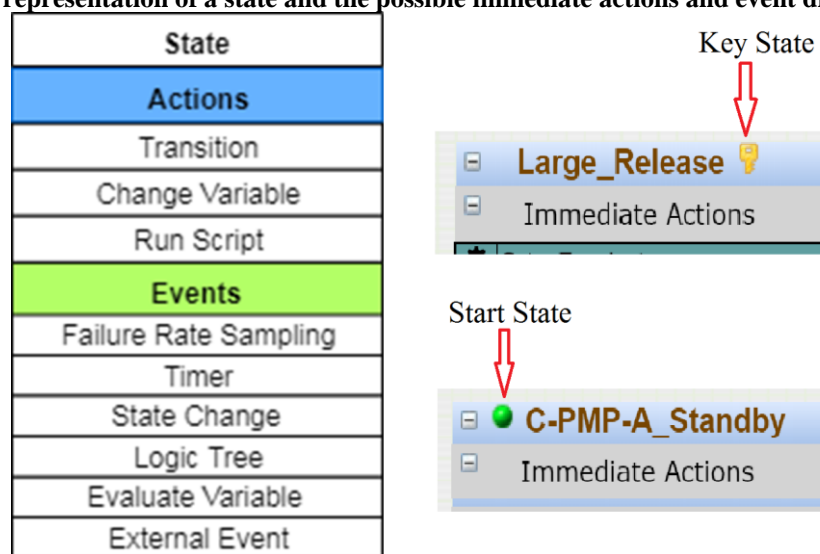 representation of a state and the possible immediate actions and event
State
Actions
Transition
Change Variable
Run Script
Events
Failure Rate Sampling
Timer
State Change
Logic Tree
Evaluate Variable
External Event
Key State
Large_Release
Immediate Actions
Start State
C-PMP-A_Standby
Immediate Actions